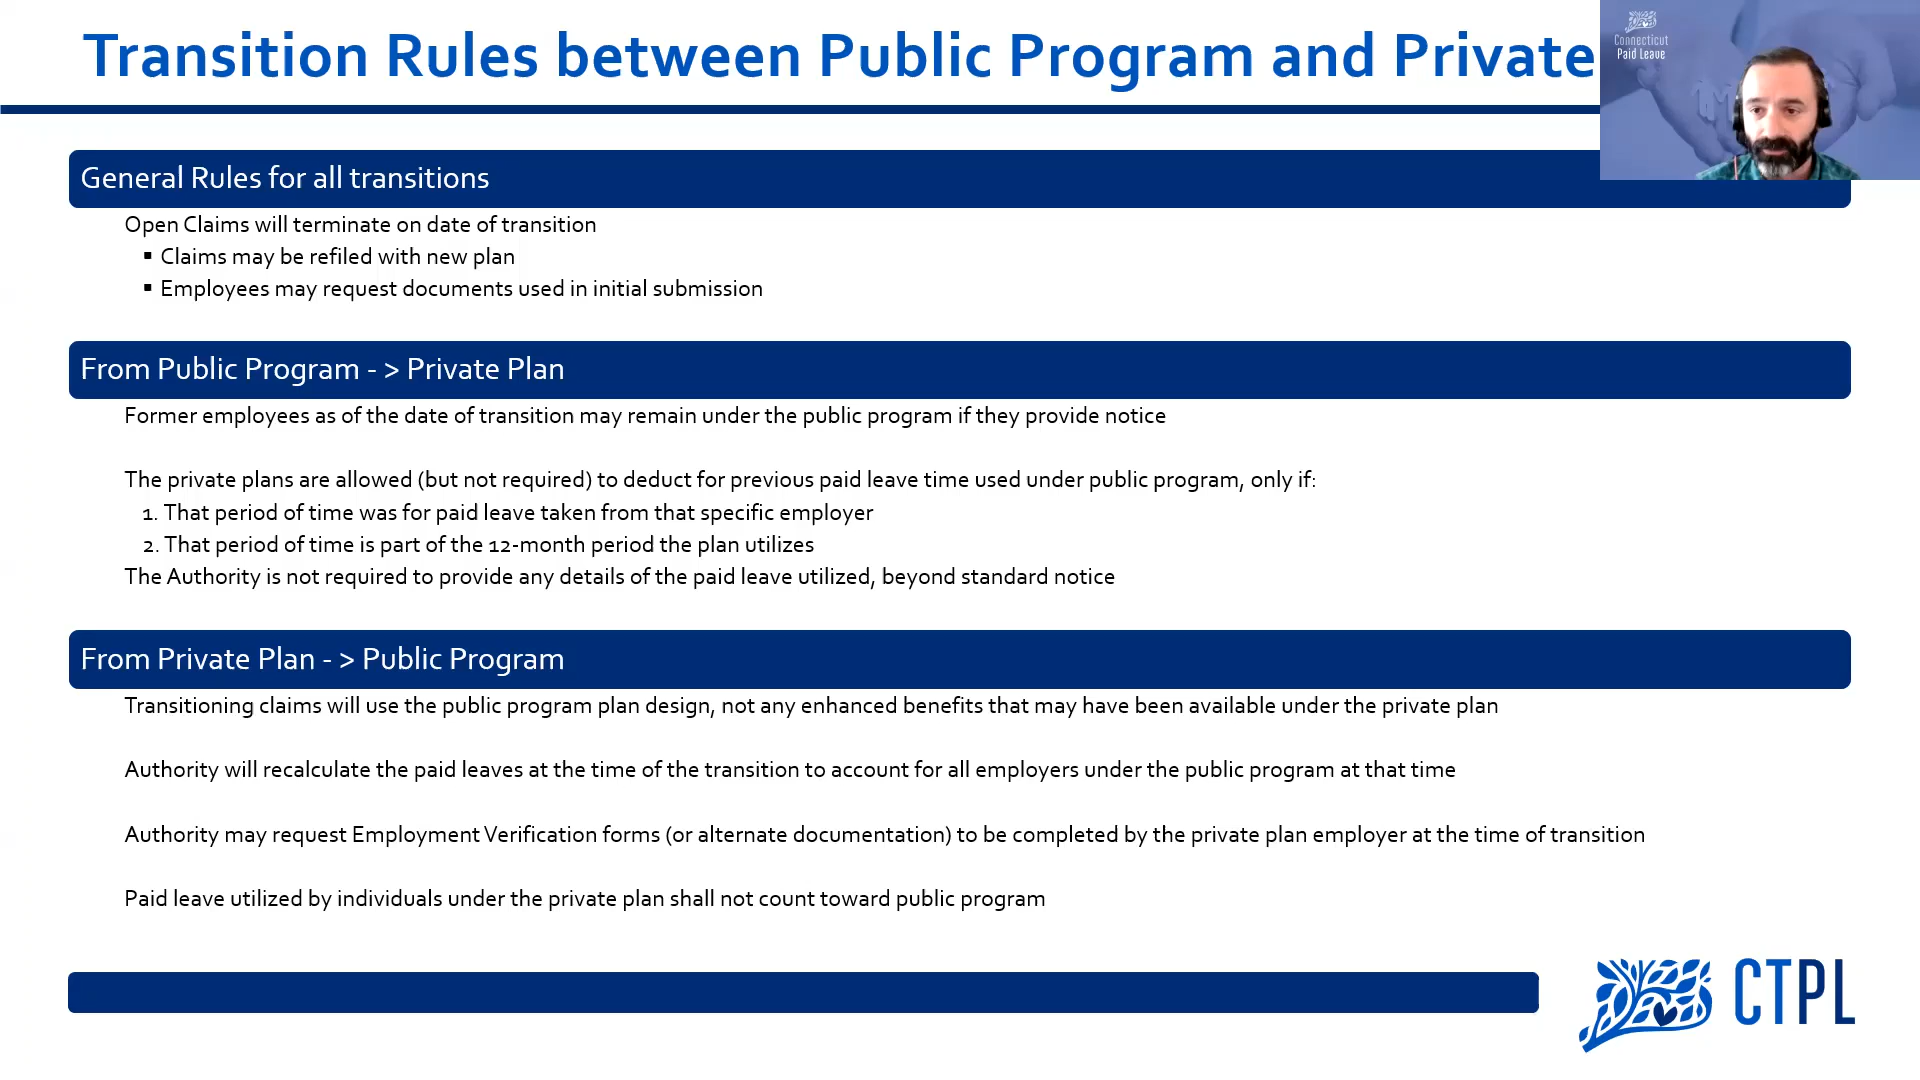 Transition Rules between Public Program and Private
Connecticut
Paid Leave
General Rules for all transitions
Open Claims will terminate on date of transition
▪ Claims may be refiled with new plan
▪ Employees may request documents used in initial submission
From Public Program - > Private Plan
Former employees as of the date of transition may remain under the public program if they provide notice
The private plans are allowed (but not required) to deduct for previous paid leave time used under public program, only if:
1. That period of time was for paid leave taken from that specific employer
2. That period of time is part of the 12-month period the plan utilizes
The Authority is not required to provide any details of the paid leave utilized, beyond standard notice
From Private Plan - > Public Program
Transitioning claims will use the public program plan design, not any enhanced benefits that may have been available under the private plan
Authority will recalculate the paid leaves at the time of the transition to account for all employers under the public program at that time
Authority may request Employment Verification forms (or alternate documentation) to be completed by the private plan employer at the time of transition
Paid leave utilized by individuals under the private plan shall not count toward public program
CTPL